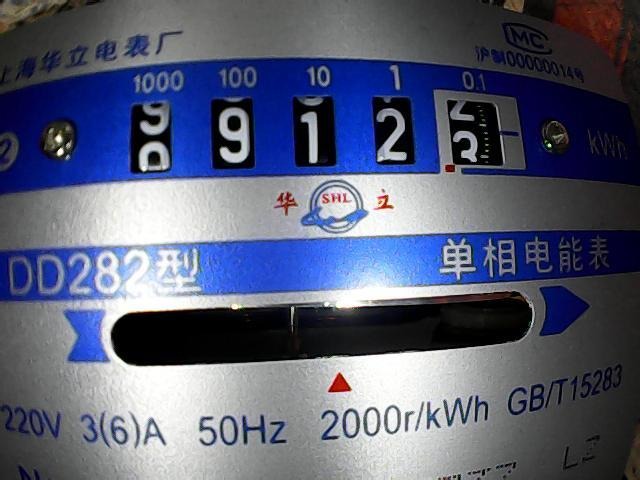 上海华立电表厂
MC
沪制00000014号
1000 100 10 1 0.1
2 9 1 2 kWh
华 SHL 立
DD282型 单相电能表
220V 3(6)A 50Hz 2000r/kWh GB/T15283